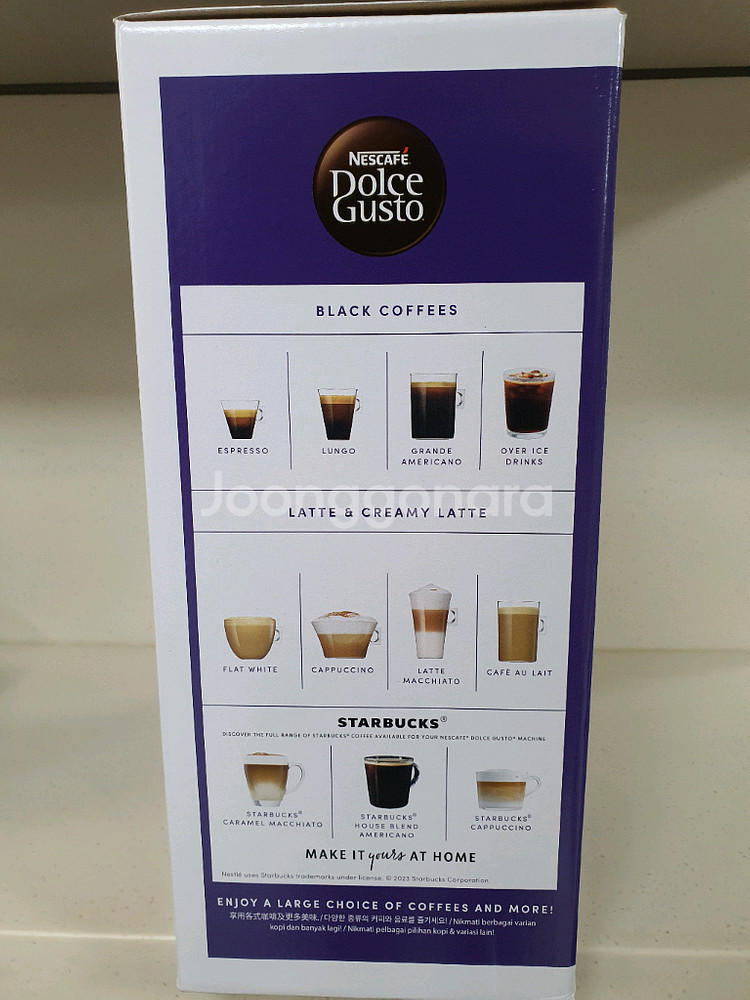 NESCAFÉ
Dolce
Gusto
BLACK COFFEES
ESPRESSO
LUNGO
GRANDE
AMERICANO
OVER ICE
DRINKS
Joonggonara
LATTE & CREAMY LATTE
FLAT WHITE
CAPPUCCINO
LATTE
MACCHIATO
CAFÉ AU LAIT
STARBUCKS®
DISCOVER THE FULL RANGE OF STARBUCKS® COFFEE AVAILABLE FOR YOUR NESCAFÉ® DOLCE GUSTO® MACHINE
STARBUCKS®
CARAMEL MACCHIATO
STARBUCKS®
HOUSE BLEND
AMERICANO
STARBUCKS®
CAPPUCCINO
MAKE IT yours AT HOME
Nestlé uses Starbucks trademarks under license. © 2023 Starbucks Corporation.
ENJOY A LARGE CHOICE OF COFFEES AND MORE!
享用各式咖啡及更多美味. / 다양한 종류의 커피와 음료를 즐기세요! / Nikmati berbagai varian
kopi dan banyak lagi! / Nikmati pelbagai pilihan kopi & variasi lain!